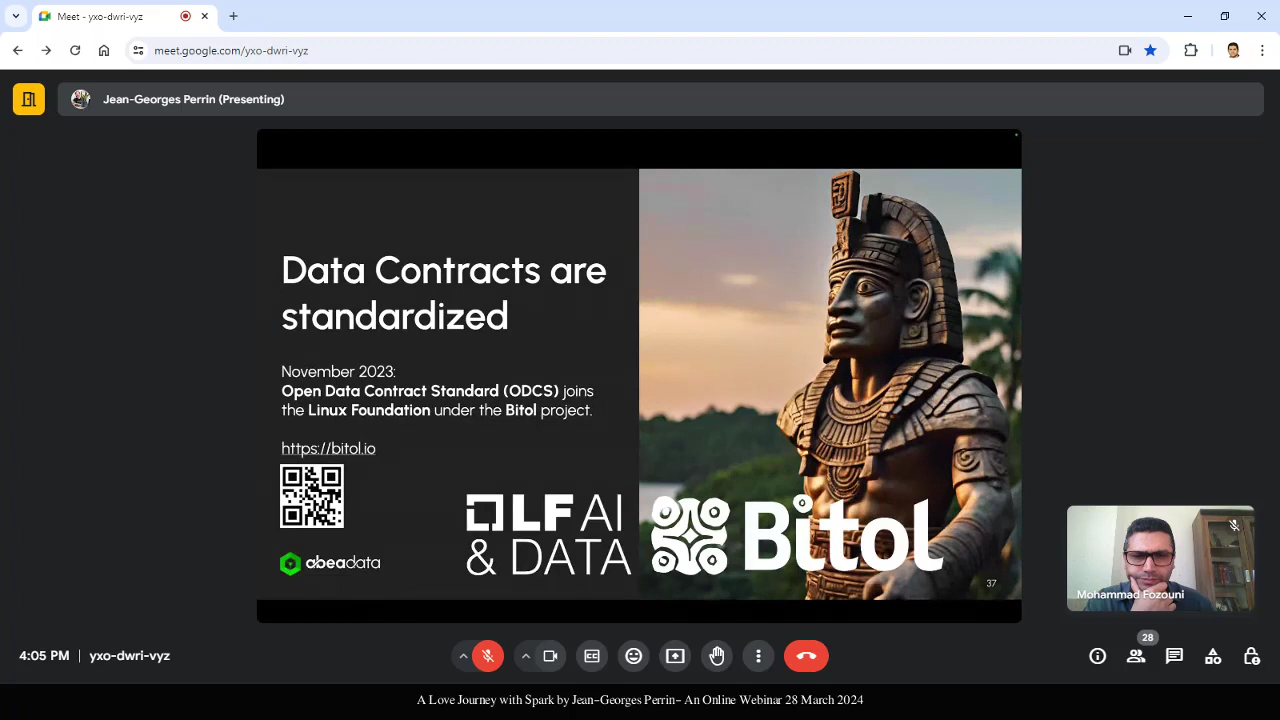 Meet - yxo-dwri-vyz
meet.google.com/yxo-dwri-vyz
Jean-Georges Perrin (Presenting)
Data Contracts are
standardized
November 2023:
Open Data Contract Standard (ODCS) joins
the Linux Foundation under the Bitol project.
https://bitol.io
abeadata
LF AI
& DATA
Bitol
37
Mohammad Fozouni
4:05 PM | yxo-dwri-vyz
CC
28
A Love Journey with Spark by Jean-Georges Perrin- An Online Webinar 28 March 2024